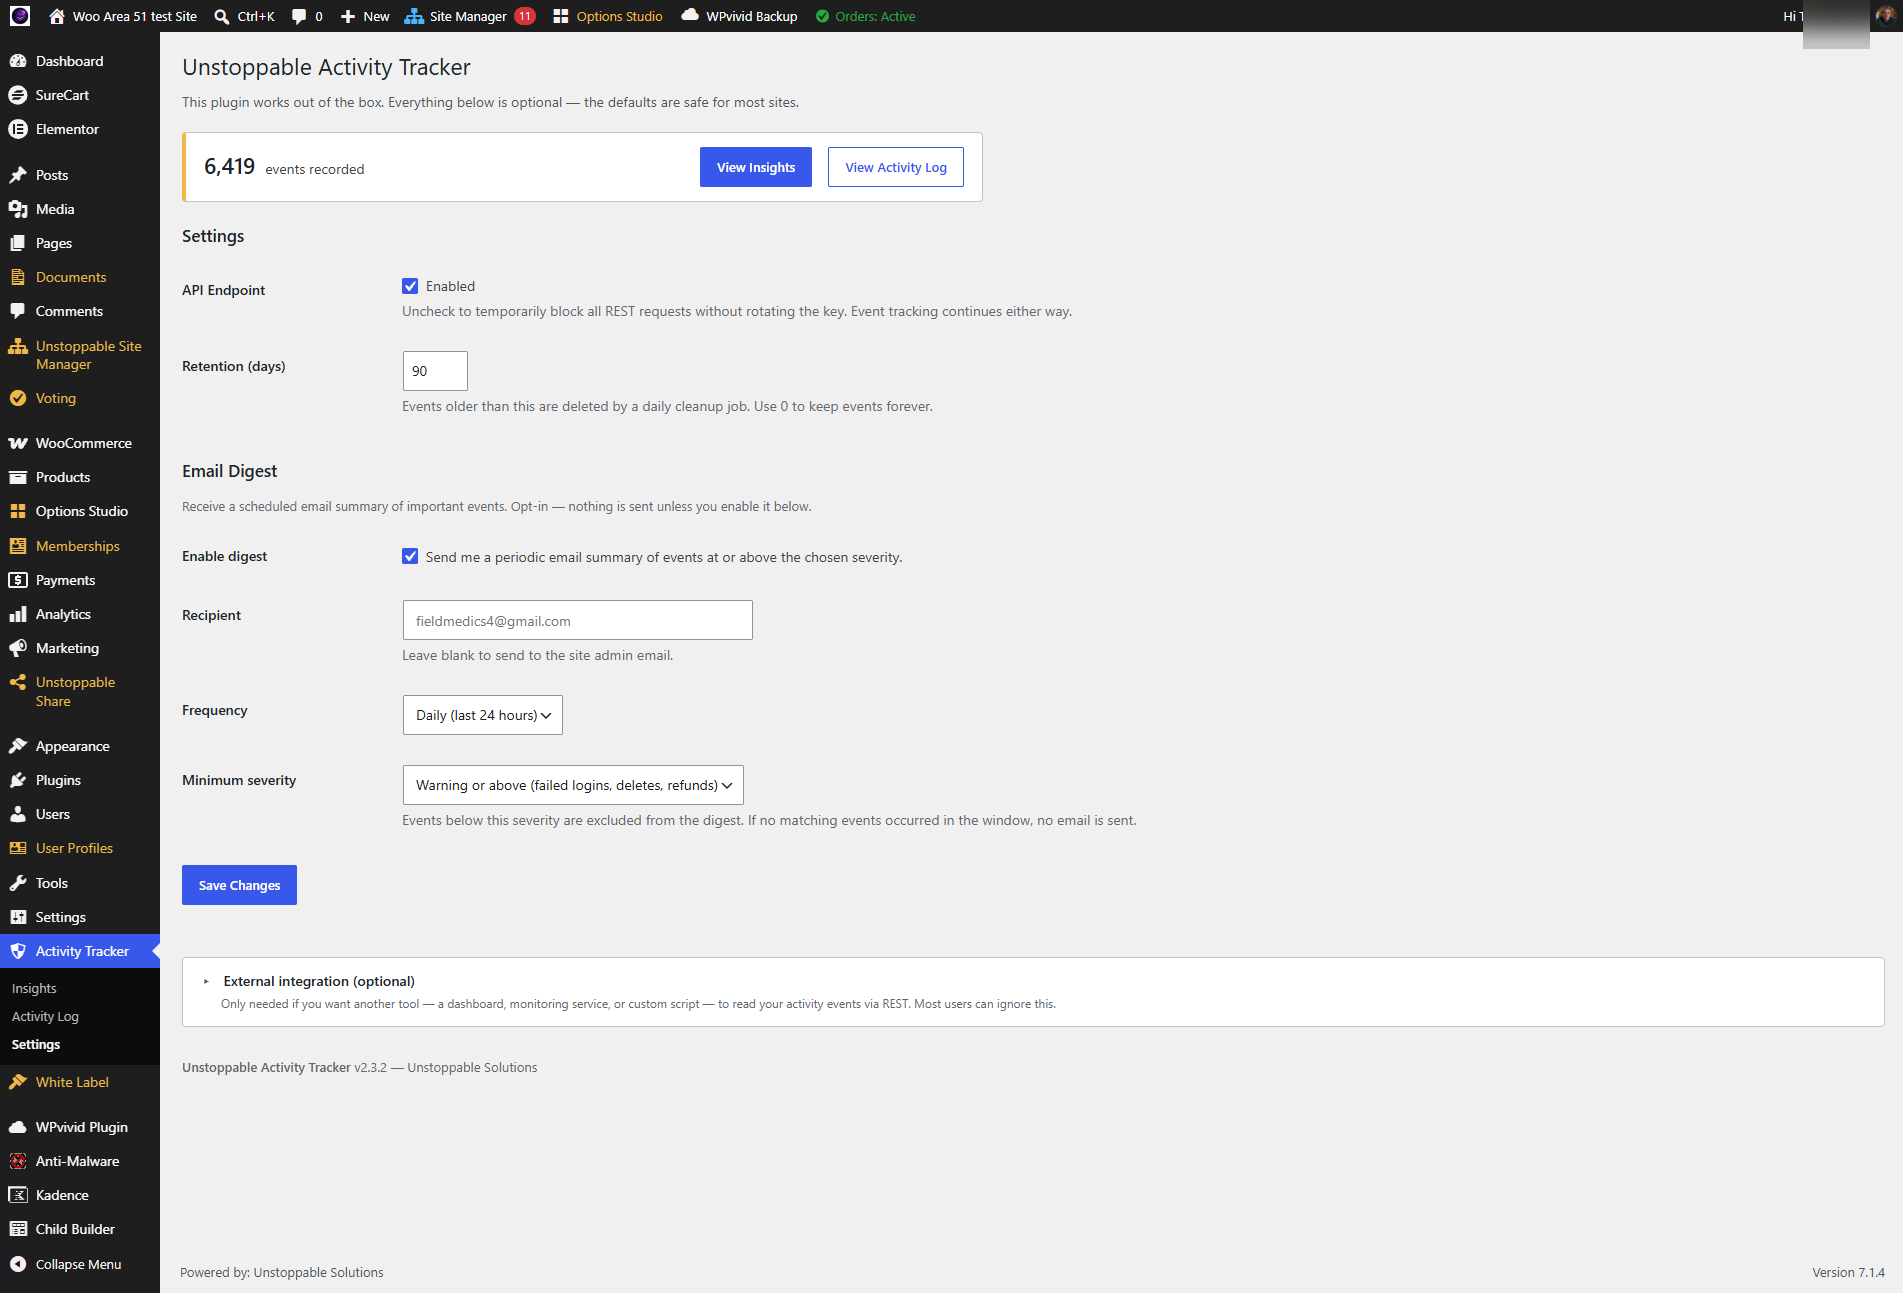 Woo Area 51 test Site
Ctrl+K
0
New
Site Manager 11
Options Studio
WPvivid Backup
Orders: Active
Hi
Dashboard
SureCart
Elementor
Posts
Media
Pages
Documents
Comments
Unstoppable Site
Manager
Voting
WooCommerce
Products
Options Studio
Memberships
Payments
Analytics
Marketing
Unstoppable
Share
Appearance
Plugins
Users
User Profiles
Tools
Settings
Activity Tracker
Insights
Activity Log
Settings
White Label
WPvivid Plugin
Anti-Malware
Kadence
Child Builder
Collapse Menu
Unstoppable Activity Tracker
This plugin works out of the box. Everything below is optional — the defaults are safe for most sites.
6,419 events recorded
View Insights
View Activity Log
Settings
API Endpoint
Enabled
Uncheck to temporarily block all REST requests without rotating the key. Event tracking continues either way.
Retention (days)
90
Events older than this are deleted by a daily cleanup job. Use 0 to keep events forever.
Email Digest
Receive a scheduled email summary of important events. Opt-in — nothing is sent unless you enable it below.
Enable digest
Send me a periodic email summary of events at or above the chosen severity.
Recipient
fieldmedics4@gmail.com
Leave blank to send to the site admin email.
Frequency
Daily (last 24 hours)
Minimum severity
Warning or above (failed logins, deletes, refunds)
Events below this severity are excluded from the digest. If no matching events occurred in the window, no email is sent.
Save Changes
External integration (optional)
Only needed if you want another tool — a dashboard, monitoring service, or custom script — to read your activity events via REST. Most users can ignore this.
Unstoppable Activity Tracker v2.3.2 — Unstoppable Solutions
Powered by: Unstoppable Solutions
Version 7.1.4